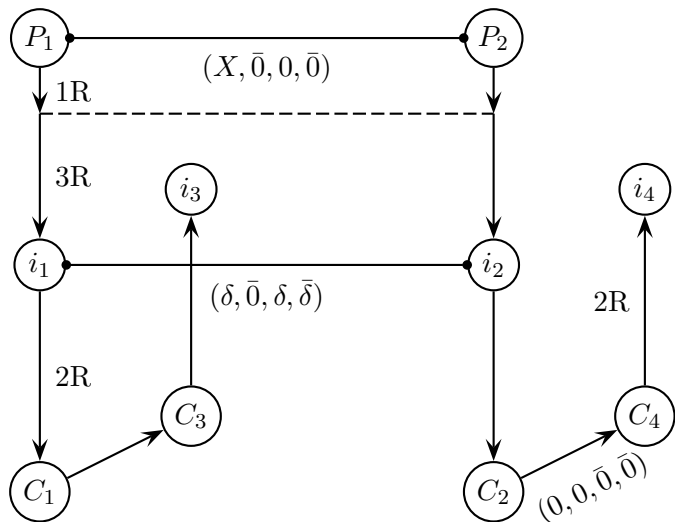 P₁
P₂
(X, 0̄, 0, 0̄)
1R
3R
i₃
i₄
i₁
i₂
(δ, 0̄, δ, δ̄)
2R
2R
C₃
C₄
C₁
C₂
(0, 0, 0̄, 0̄)